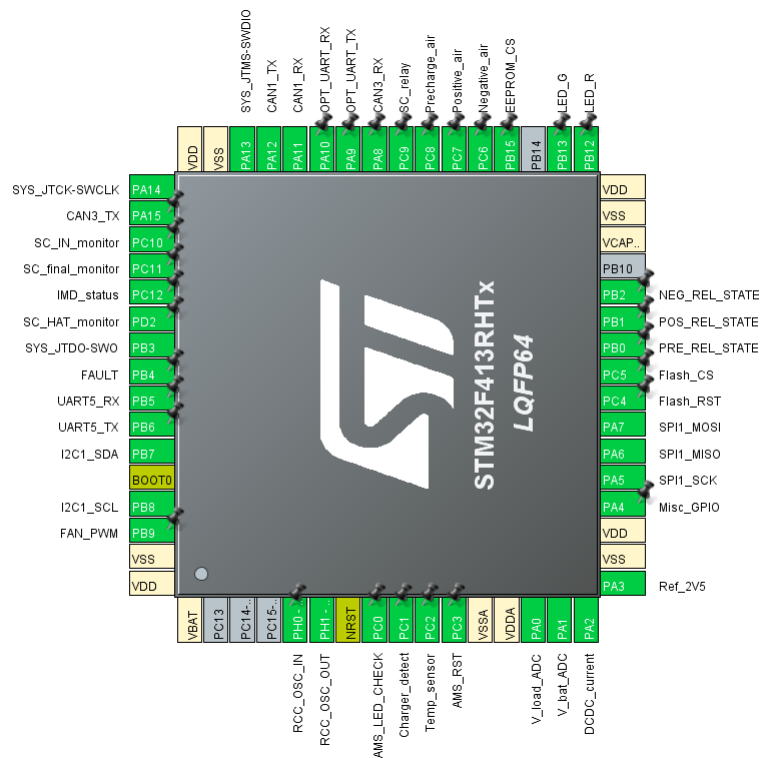 SYS_JTMS-SWDIO
CAN1_TX
CAN1_RX
OPT_UART_RX
OPT_UART_TX
CAN3_RX
SC_relay
Precharge_air
Positive_air
Negative_air
EEPROM_CS
LED_G
LED_R
VDD
VSS
PA13
PA12
PA11
PA10
PA9
PA8
PC9
PC8
PC7
PC6
PB15
PB14
PB13
PB12
SYS_JTCK-SWCLK PA14
CAN3_TX PA15
SC_IN_monitor PC10
SC_final_monitor PC11
IMD_status PC12
SC_HAT_monitor PD2
SYS_JTDO-SWO PB3
FAULT PB4
UART5_RX PB5
UART5_TX PB6
I2C1_SDA PB7
BOOT0
I2C1_SCL PB8
FAN_PWM PB9
VSS
VDD
STM32F413RHTx
LQFP64
VDD
VSS
VCAP..
PB10
PB2 NEG_REL_STATE
PB1 POS_REL_STATE
PB0 PRE_REL_STATE
PC5 Flash_CS
PC4 Flash_RST
PA7 SPI1_MOSI
PA6 SPI1_MISO
PA5 SPI1_SCK
PA4 Misc_GPIO
VDD
VSS
PA3 Ref_2V5
VBAT
PC13
PC14-..
PC15-..
PH0-..
PH1-..
NRST
PC0
PC1
PC2
PC3
VSSA
VDDA
PA0
PA1
PA2
RCC_OSC_IN
RCC_OSC_OUT
AMS_LED_CHECK
Charger_detect
Temp_sensor
AMS_RST
V_load_ADC
V_bat_ADC
DCDC_current